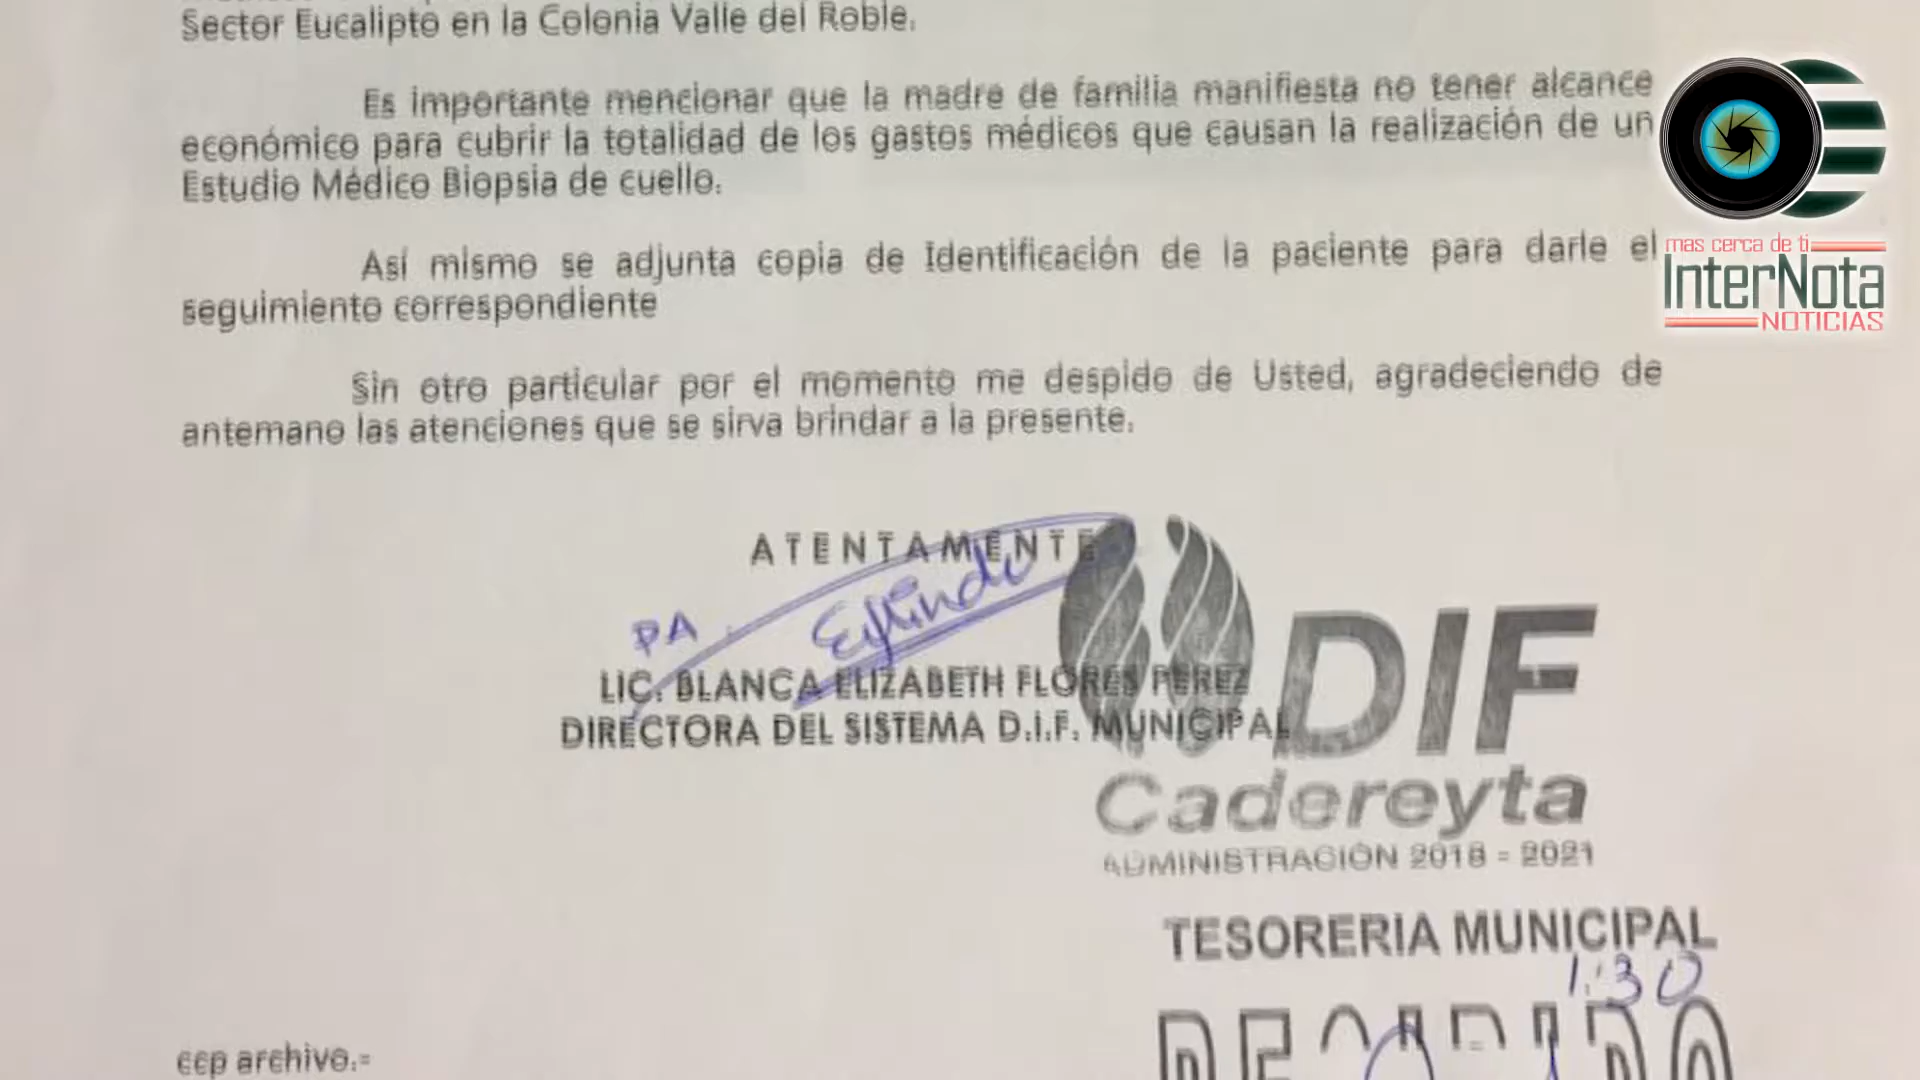 Sector Eucalipto en la Colonia Valle del Roble.
Es importante mencionar que la madre de familia manifiesta no tener alcance
económico para cubrir la totalidad de los gastos médicos que causan la realización de un
Estudio Médico Biopsia de cuello.
Así mismo se adjunta copia de Identificación de la paciente para darle el
seguimiento correspondiente
Sin otro particular por el momento me despido de Usted, agradeciendo de
antemano las atenciones que se sirva brindar a la presente.
mas cerca de ti
InterNota
NOTICIAS
ATENTAMENTE
PA
LIC. BLANCA ELIZABETH FLORES PEREZ
DIRECTORA DEL SISTEMA D.I.F. MUNICIPAL
DIF
Cadereyta
ADMINISTRACIÓN 2018 - 2021
TESORERIA MUNICIPAL
1:30
RECIBIDO
ccp archivo.-